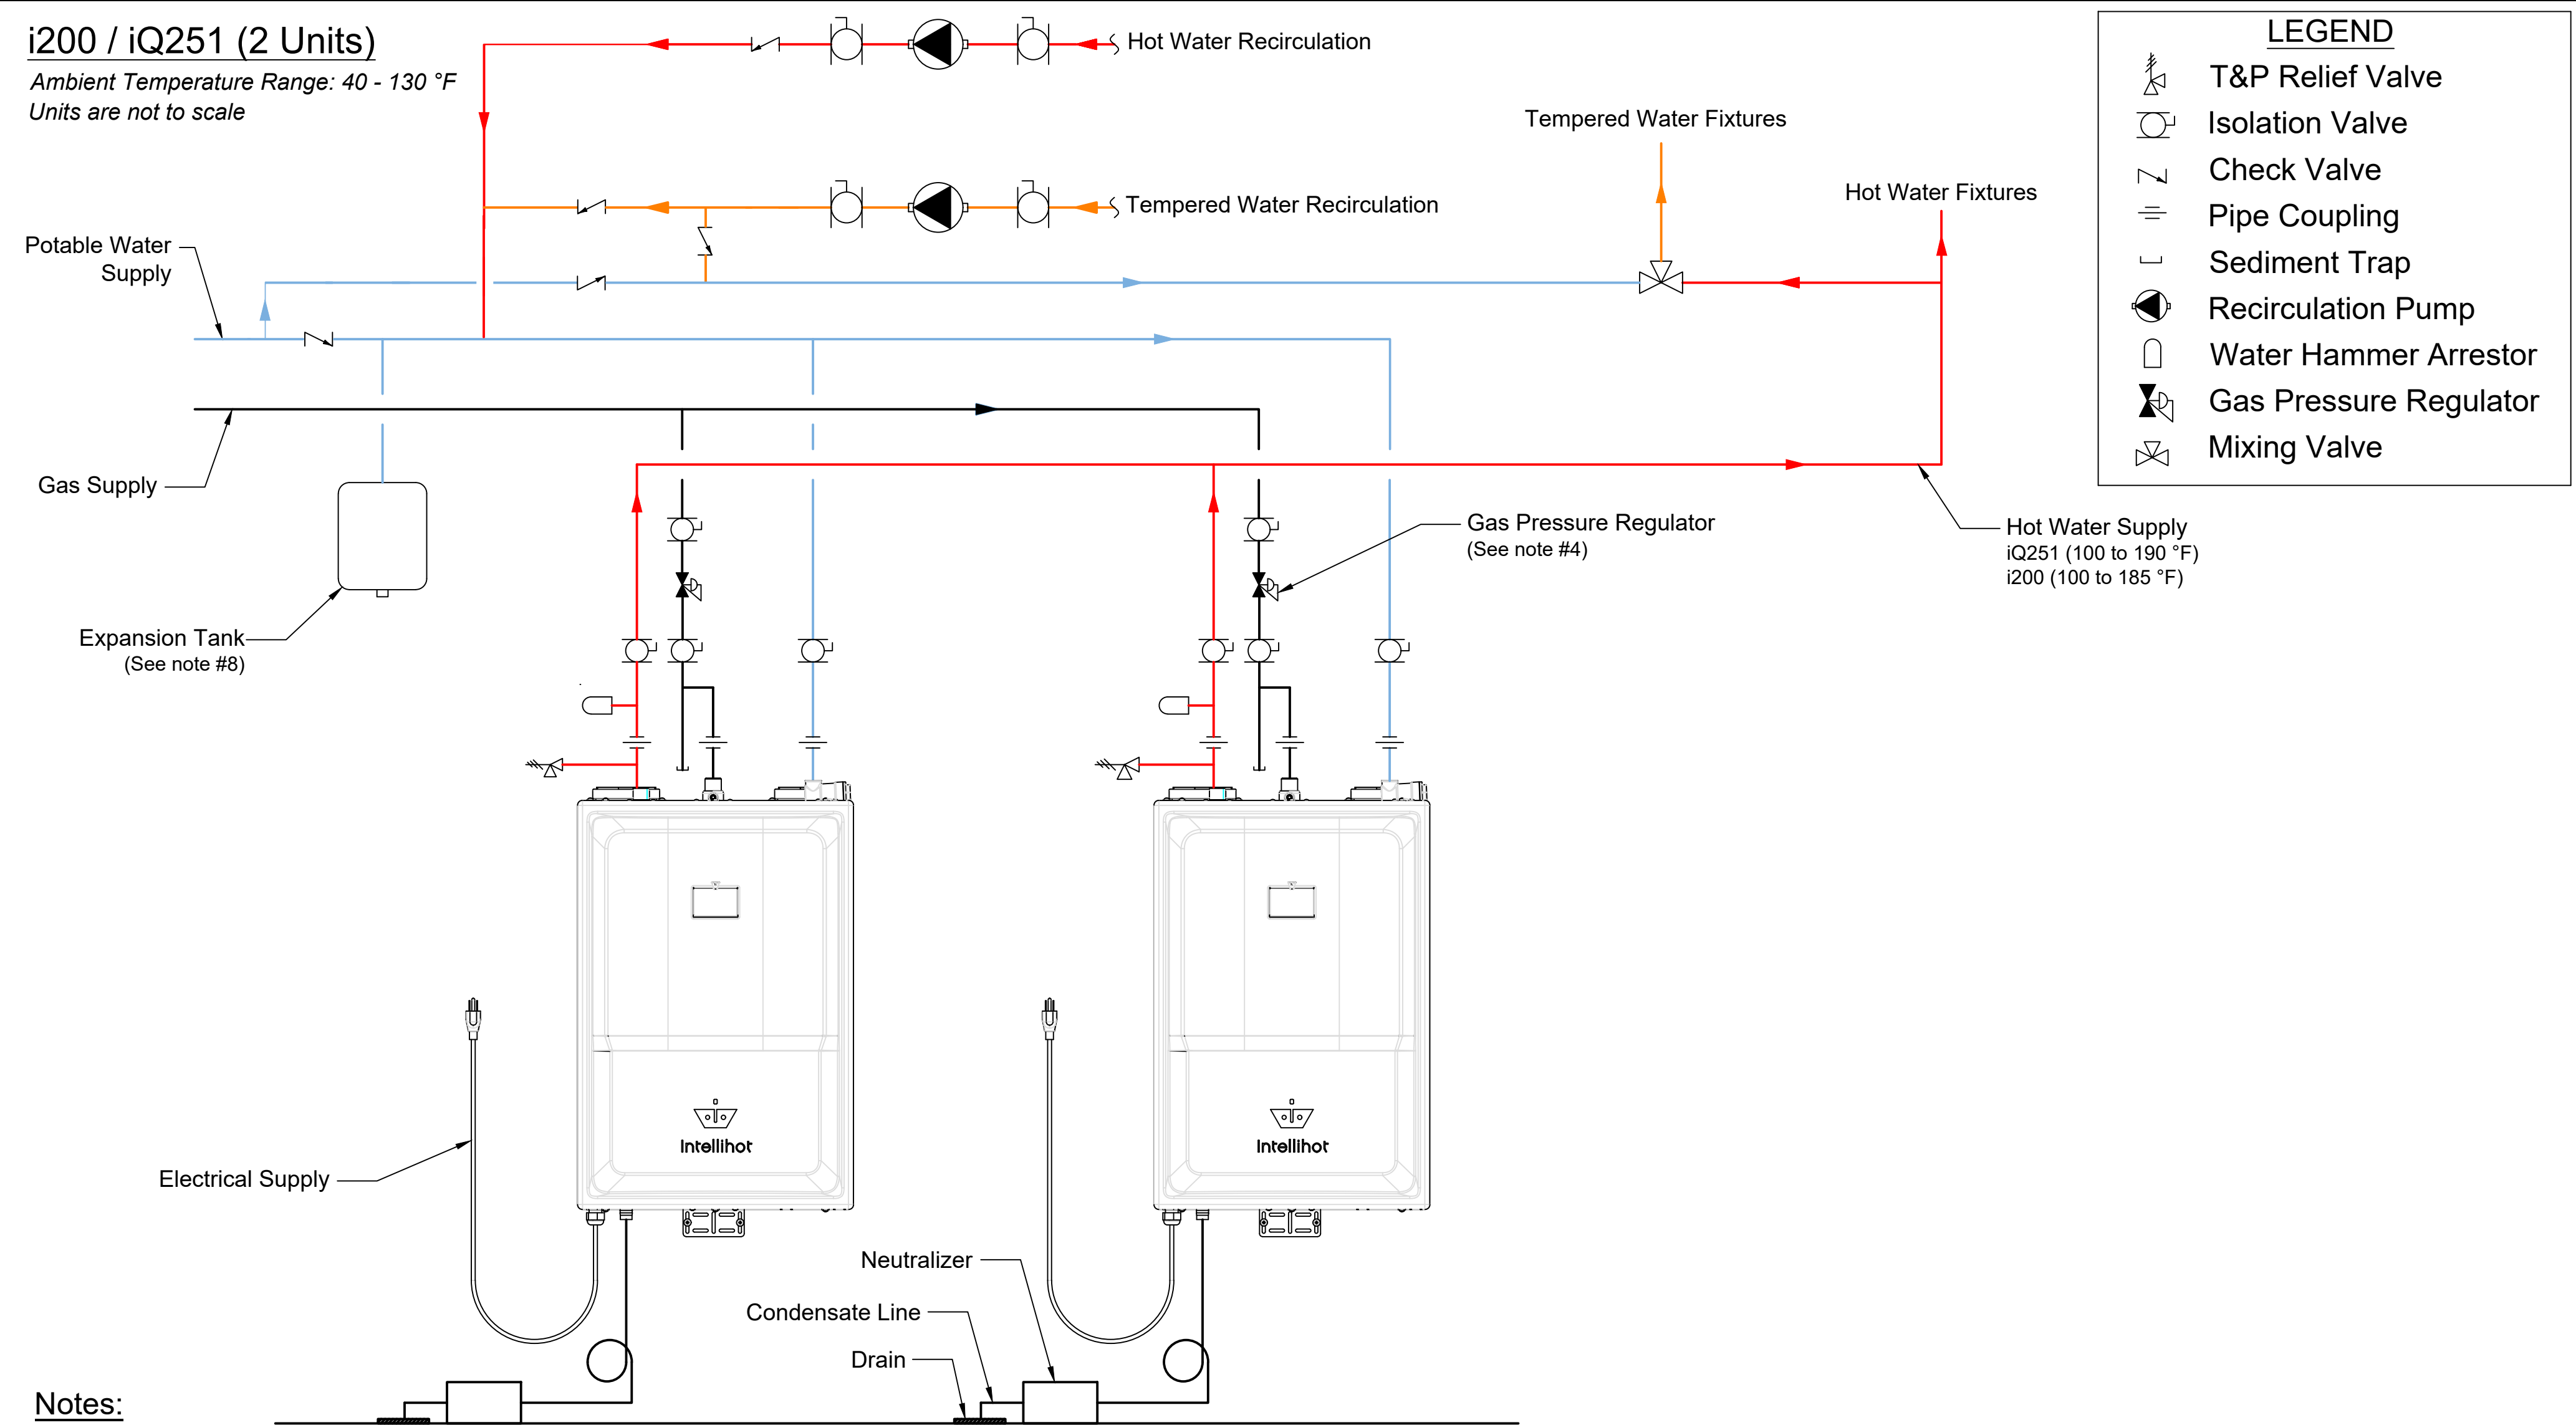 i200 / iQ251 (2 Units)
Ambient Temperature Range: 40 - 130 °F
Units are not to scale
Hot Water Recirculation
Tempered Water Recirculation
Tempered Water Fixtures
Hot Water Fixtures
LEGEND
T&P Relief Valve
Isolation Valve
Check Valve
Pipe Coupling
Sediment Trap
Recirculation Pump
Water Hammer Arrestor
Gas Pressure Regulator
Mixing Valve
Potable Water
Supply
Gas Supply
Expansion Tank
(See note #8)
Gas Pressure Regulator
(See note #4)
Hot Water Supply
iQ251 (100 to 190 °F)
i200 (100 to 185 °F)
Intellihot
Intellihot
Electrical Supply
Neutralizer
Condensate Line
Drain
Notes: